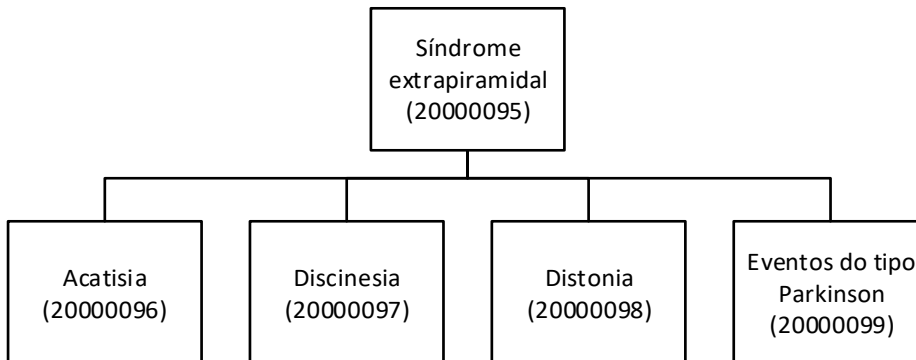 Síndrome
extrapiramidal
(20000095)
Acatisia
(20000096)
Discinesia
(20000097)
Distonia
(20000098)
Eventos do tipo
Parkinson
(20000099)